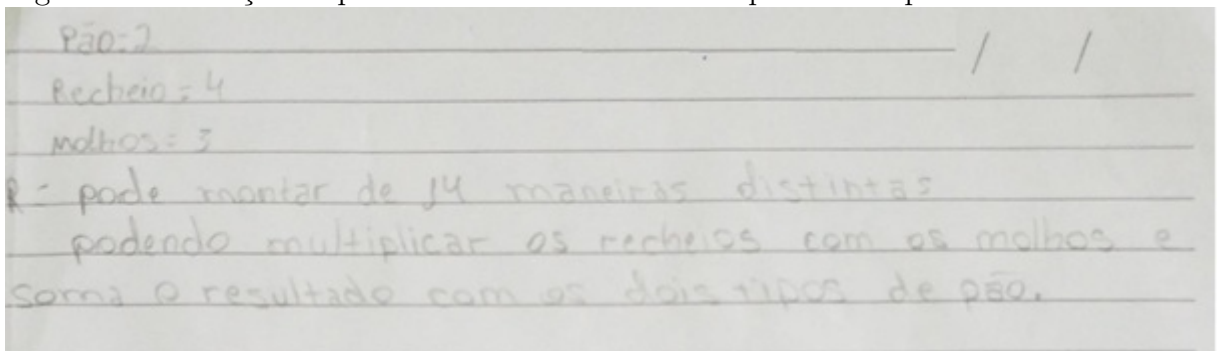 Pão: 2
/ /
Recheio = 4
Molhos = 3
R = pode montar de 14 maneiras distintas
podendo multiplicar os recheios com os molhos e
soma o resultado com os dois tipos de pão.